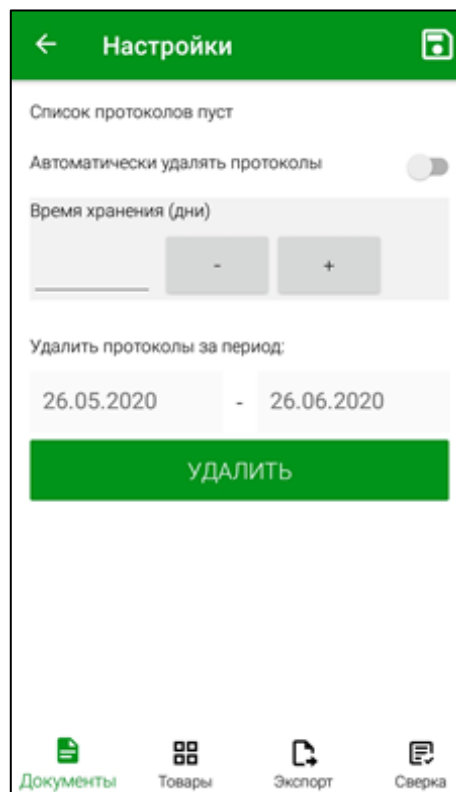 Настройки
Список протоколов пуст
Автоматически удалять протоколы
Время хранения (дни)
- +
Удалить протоколы за период:
26.05.2020 - 26.06.2020
УДАЛИТЬ
Документы Товары Экспорт Сверка